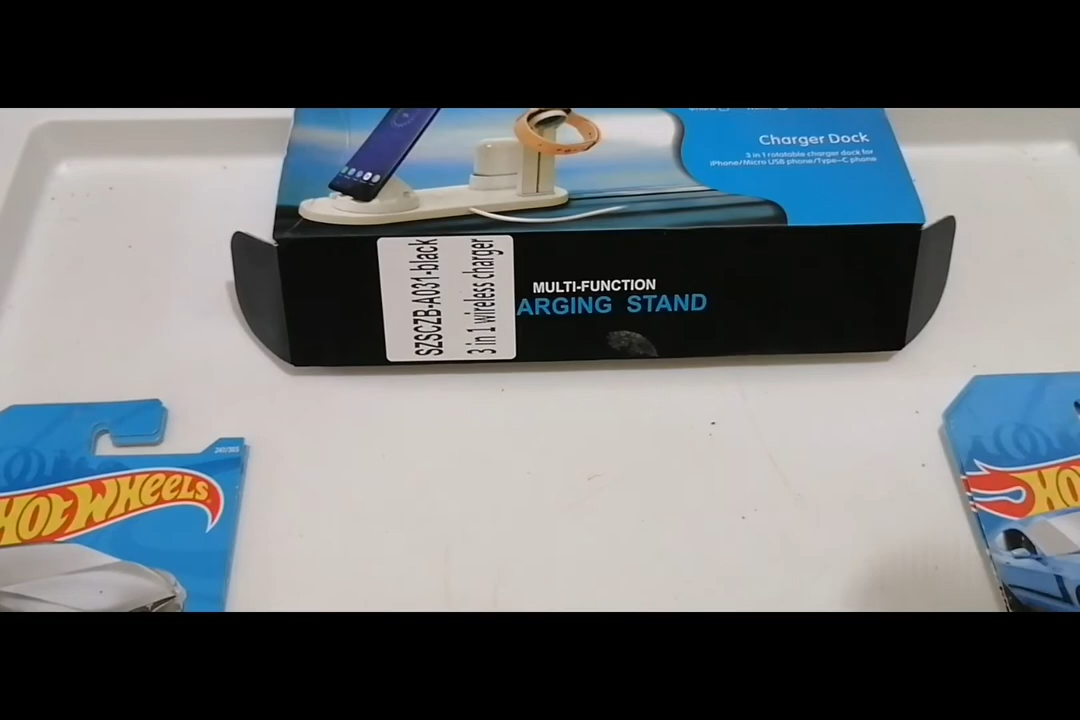 Charger Dock
3 in 1 rotatable charger dock for
iPhone/Micro USB phone/Type-C phone
SZSCZB-A031-black
3 in 1 wireless charger
MULTI-FUNCTION
ARGING STAND
HOT WHEELS
HO